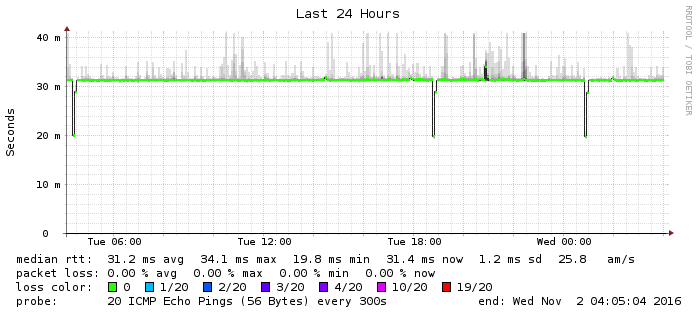 Last 24 Hours
RRDTOOL / TOBI OETIKER
Seconds
40 m
30 m
20 m
10 m
0
Tue 06:00 Tue 12:00 Tue 18:00 Wed 00:00
median rtt: 31.2 ms avg 34.1 ms max 19.8 ms min 31.4 ms now 1.2 ms sd 25.8 am/s
packet loss: 0.00 % avg 0.00 % max 0.00 % min 0.00 % now
loss color: 0 1/20 2/20 3/20 4/20 10/20 19/20
probe: 20 ICMP Echo Pings (56 Bytes) every 300s end: Wed Nov 2 04:05:04 2016